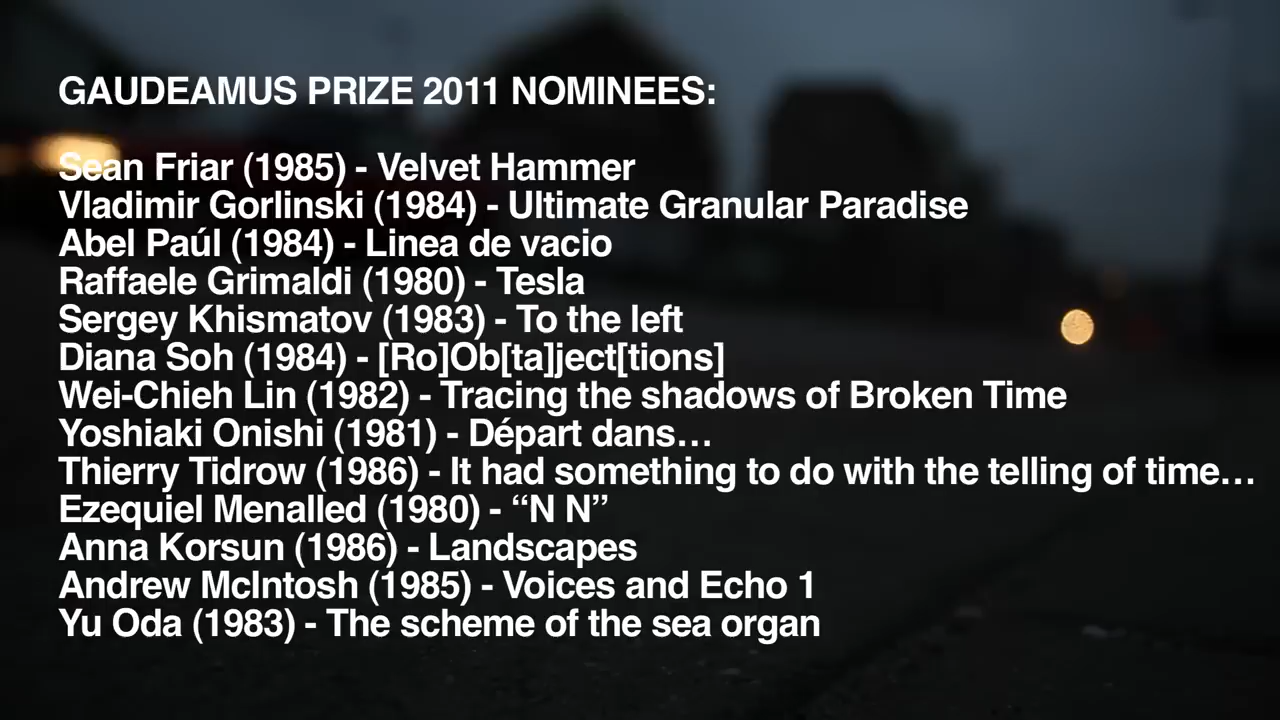 GAUDEAMUS PRIZE 2011 NOMINEES:
Sean Friar (1985) - Velvet Hammer
Vladimir Gorlinski (1984) - Ultimate Granular Paradise
Abel Paúl (1984) - Linea de vacio
Raffaele Grimaldi (1980) - Tesla
Sergey Khismatov (1983) - To the left
Diana Soh (1984) - [Ro]Ob[ta]ject[tions]
Wei-Chieh Lin (1982) - Tracing the shadows of Broken Time
Yoshiaki Onishi (1981) - Départ dans…
Thierry Tidrow (1986) - It had something to do with the telling of time…
Ezequiel Menalled (1980) - “N N”
Anna Korsun (1986) - Landscapes
Andrew McIntosh (1985) - Voices and Echo 1
Yu Oda (1983) - The scheme of the sea organ